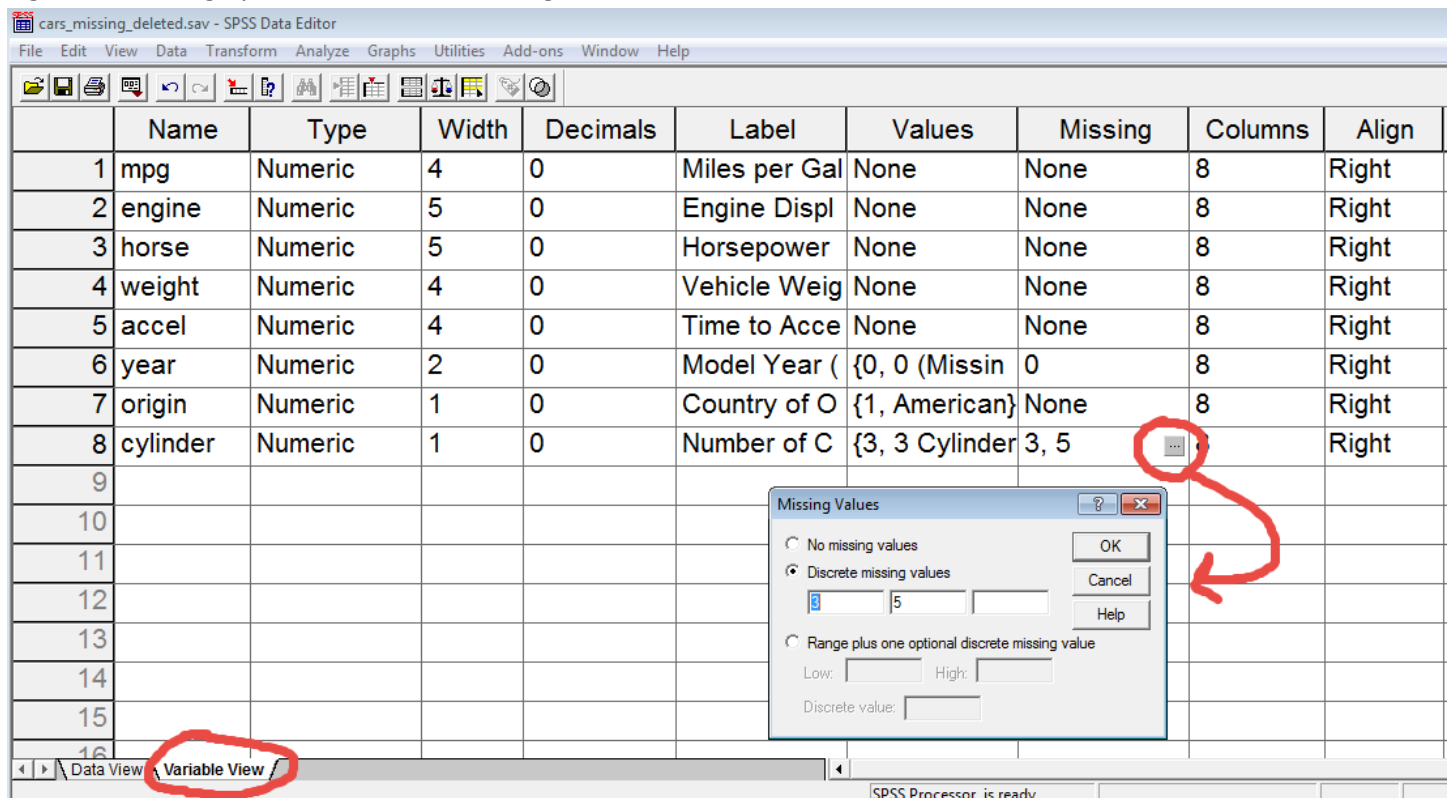 cars_missing_deleted.sav - SPSS Data Editor
File Edit View Data Transform Analyze Graphs Utilities Add-ons Window Help
Name Type Width Decimals Label Values Missing Columns Align
1 mpg Numeric 4 0 Miles per Gal None None 8 Right
2 engine Numeric 5 0 Engine Displ None None 8 Right
3 horse Numeric 5 0 Horsepower None None 8 Right
4 weight Numeric 4 0 Vehicle Weig None None 8 Right
5 accel Numeric 4 0 Time to Acce None None 8 Right
6 year Numeric 2 0 Model Year ( {0, 0 (Missin 0 8 Right
7 origin Numeric 1 0 Country of O {1, American} None 8 Right
8 cylinder Numeric 1 0 Number of C {3, 3 Cylinder 3, 5 ... 8 Right
9
10
11
12
13
14
15
16
Missing Values
No missing values OK
Discrete missing values Cancel
3 5 Help
Range plus one optional discrete missing value
Low: High:
Discrete value:
Data View Variable View
SPSS Processor is ready